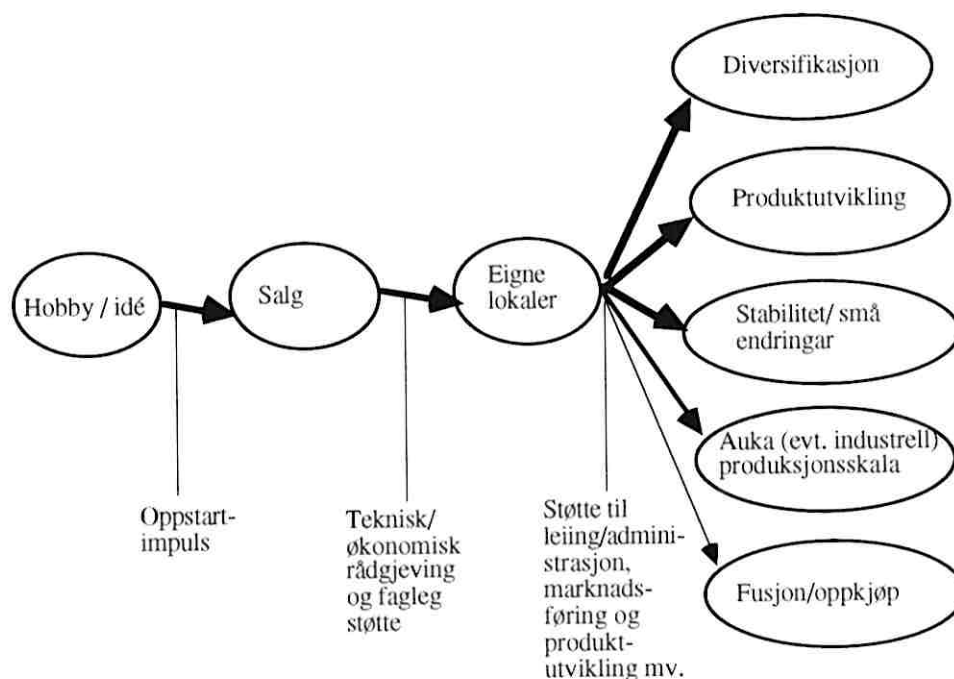 Diversifikasjon
Produktutvikling
Hobby / idé
Salg
Eigne
lokaler
Stabilitet/ små
endringar
Auka (evt. industrell)
produksjonsskala
Fusjon/oppkjøp
Oppstart-
impuls
Teknisk/
økonomisk
rådgjeving
og fagleg
støtte
Støtte til
leiing/admini-
strasjon,
marknads-
føring og
produkt-
utvikling mv.